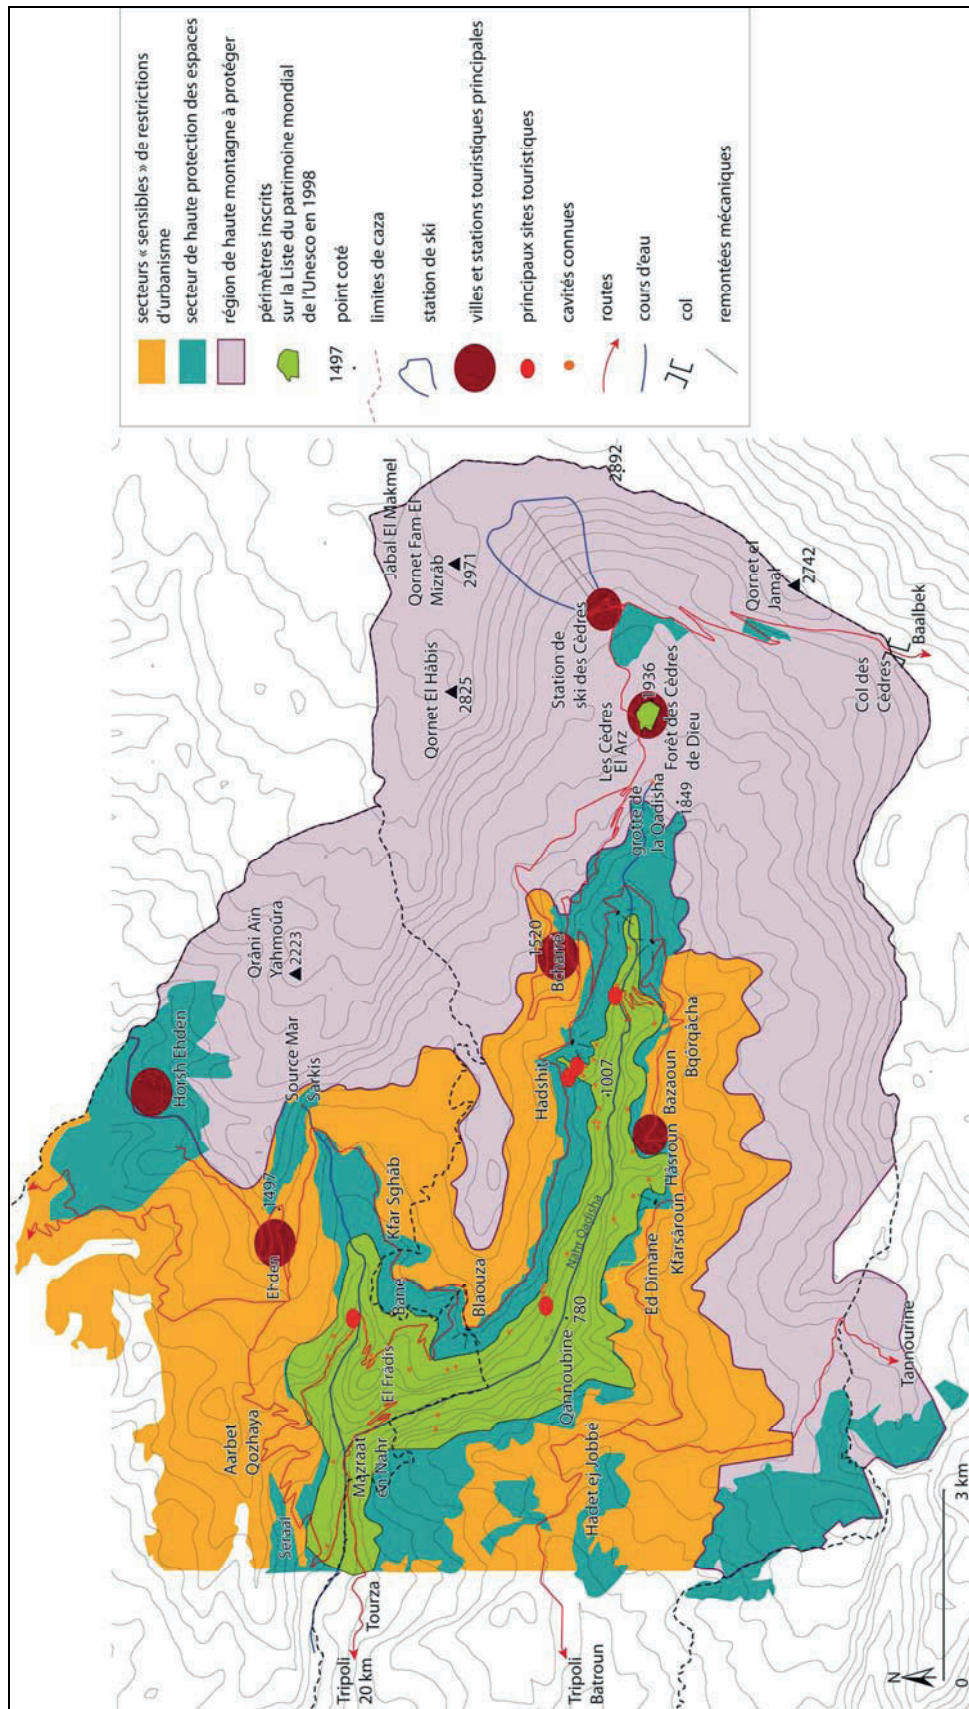 secteurs « sensibles » de restrictions
d'urbanisme
secteur de haute protection des espaces
région de haute montagne à protéger
périmètres inscrits
sur la Liste du patrimoine mondial
de l'Unesco en 1998
1497
point coté
limites de caza
station de ski
villes et stations touristiques principales
principaux sites touristiques
cavités connues
routes
cours d'eau
col
remontées mécaniques
Horsh Ehden
Qrâni Aïn
Yahmoûra
2223
Source Mar
Sarkis
1497
Ehden
Aarbet
Qozhaya
Seraal
Kfar Sghâb
Bane
Blaouza
El Frâdis
Mazraat
en Nahr
Tourza
Tripoli
20 km
Tripoli
Batroun
Jabal El Makmel
Qornet Fam El
Mizrâb
2971
Qornet El Hâbis
2825
2892
Station de
ski des Cèdres
Les Cèdres
El Arz
1936
Forêt des Cèdres
de Dieu
grotte de
la Qadisha
1849
Qornet el
Jamal
2742
Col des
Cèdres
Baalbek
1520
Bcharré
Hadshit
1007
Nahr Qadisha
Qannoubine
780
Bqórqâcha
Bazaoun
Hasroun
Kfarsâroun
Ed Dimane
Hadet ej Jobbé
Tannourine
N
0
3 km